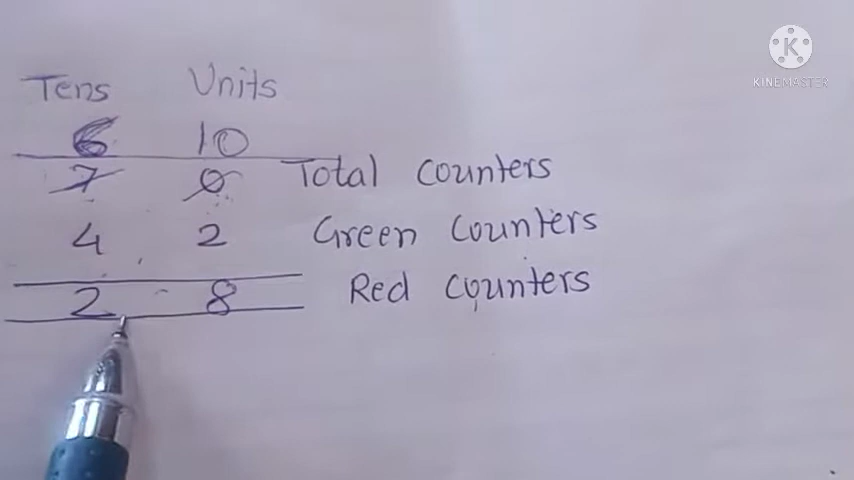 K
KINEMASTER
Tens Units
6 10
7 0 Total Counters
4 2 Green Counters
2 8 Red Counters